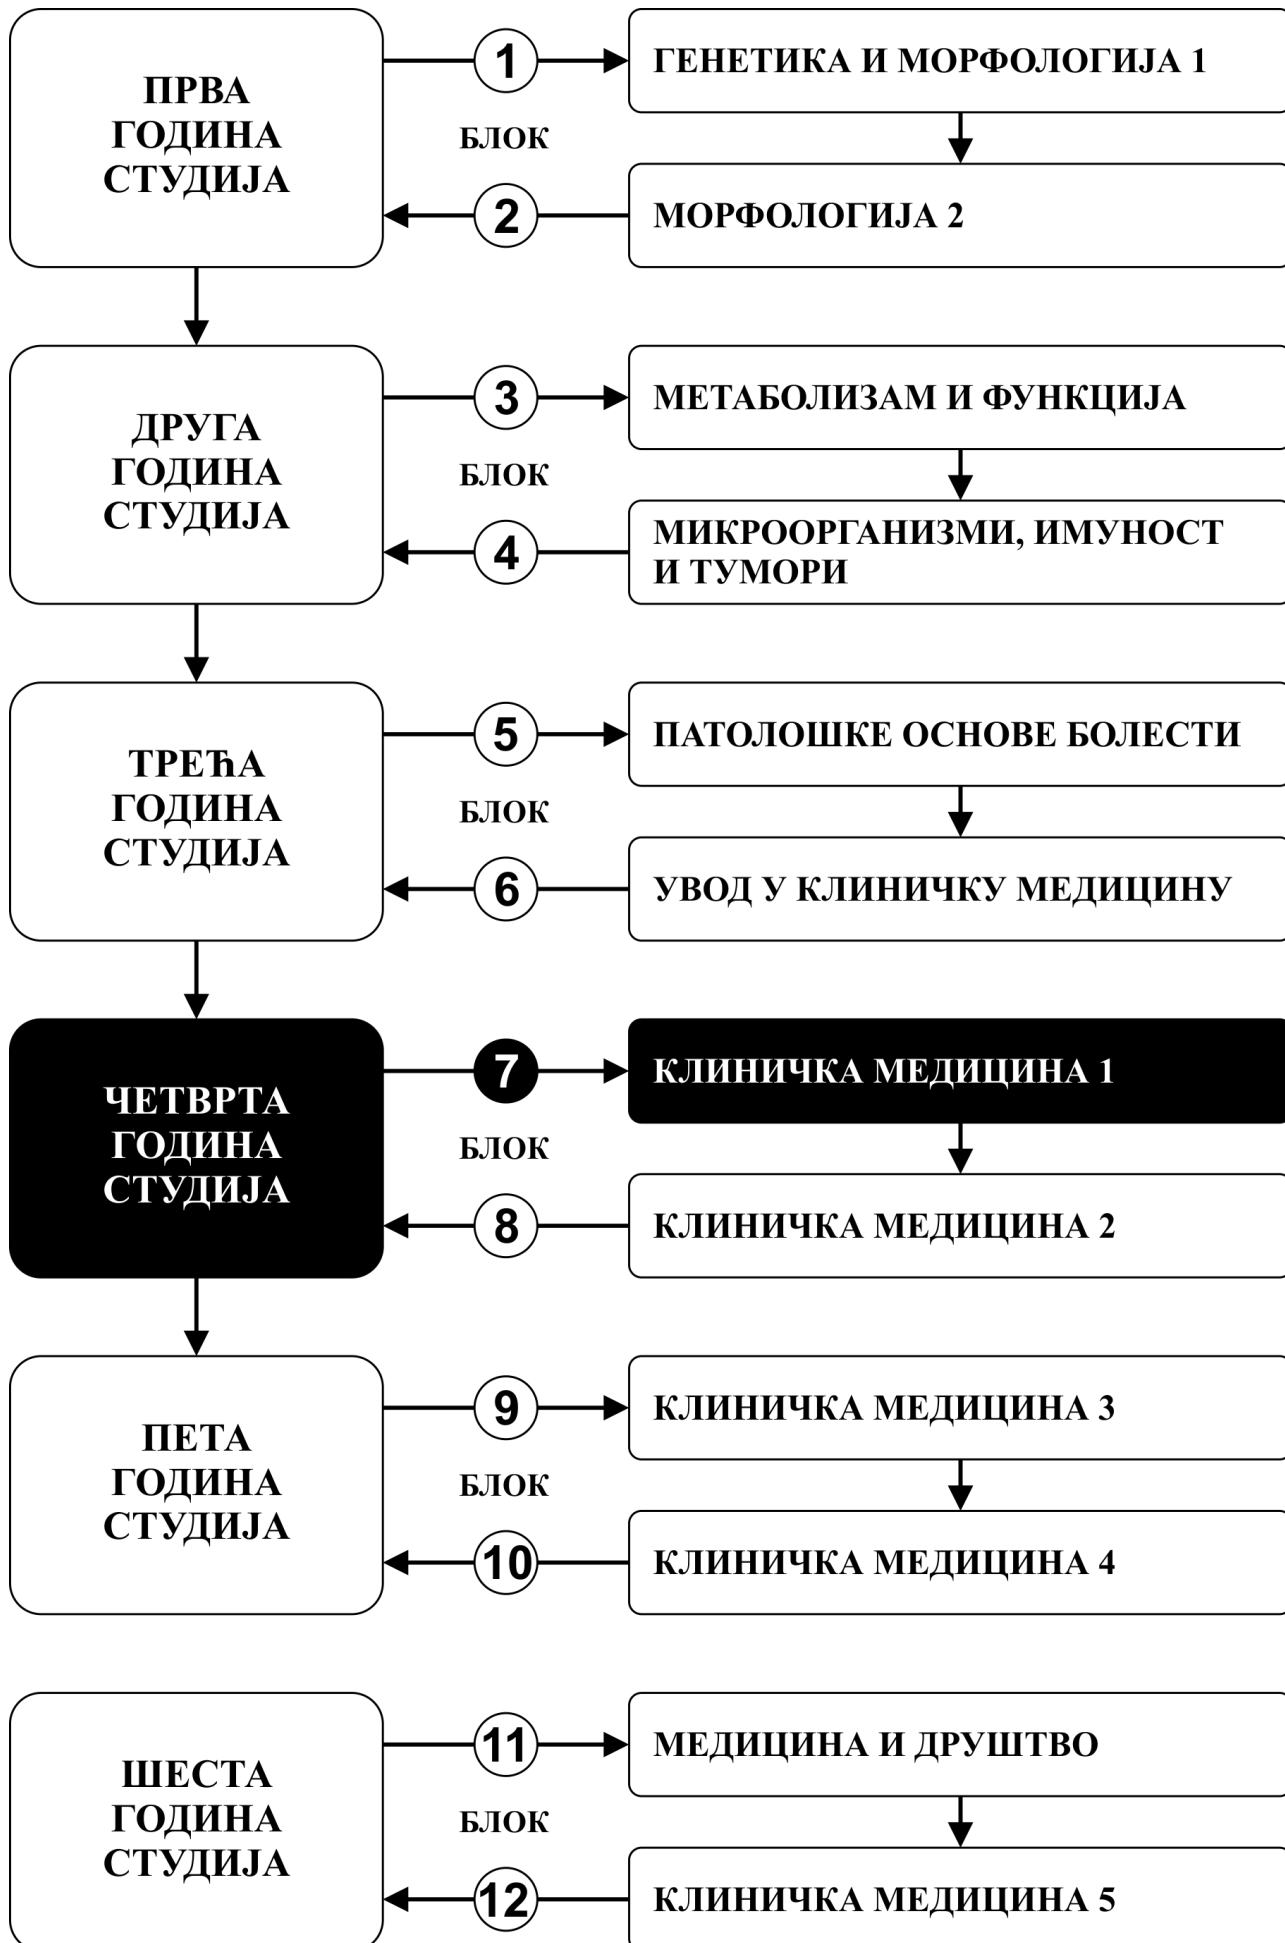 ПРВА
ГОДИНА
СТУДИЈА
1
БЛОК
2
ГЕНЕТИКА И МОРФОЛОГИЈА 1
МОРФОЛОГИЈА 2
ДРУГА
ГОДИНА
СТУДИЈА
3
БЛОК
4
МЕТАБОЛИЗАМ И ФУНКЦИЈА
МИКРООРГАНИЗМИ, ИМУНОСТ
И ТУМОРИ
ТРЕЋА
ГОДИНА
СТУДИЈА
5
БЛОК
6
ПАТОЛОШКЕ ОСНОВЕ БОЛЕСТИ
УВОД У КЛИНИЧКУ МЕДИЦИНУ
ЧЕТВРТА
ГОДИНА
СТУДИЈА
7
БЛОК
8
КЛИНИЧКА МЕДИЦИНА 1
КЛИНИЧКА МЕДИЦИНА 2
ПЕТА
ГОДИНА
СТУДИЈА
9
БЛОК
10
КЛИНИЧКА МЕДИЦИНА 3
КЛИНИЧКА МЕДИЦИНА 4
ШЕСТА
ГОДИНА
СТУДИЈА
11
БЛОК
12
МЕДИЦИНА И ДРУШТВО
КЛИНИЧКА МЕДИЦИНА 5